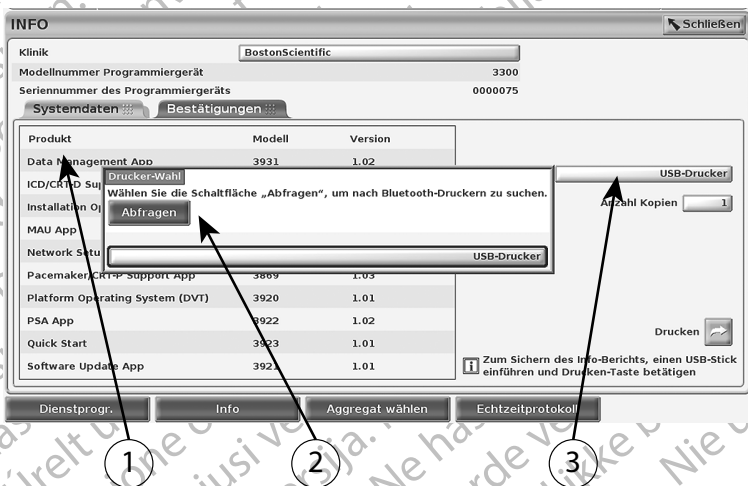 INFO
Schließen
Klinik BostonScientific
Modellnummer Programmiergerät 3300
Seriennummer des Programmiergeräts 0000075
Systemdaten Bestätigungen
Produkt Modell Version
Data Management App 3931 1.02
ICD/CRT-D
Installation
MAU App
Network
Pacemaker/CRT-P Support App 3869 1.03
Platform Operating System (DVT) 3920 1.01
PSA App 3922 1.02
Quick Start 3923 1.01
Software Update App 3921 1.01
Drucker-Wahl
Wählen Sie die Schaltfläche „Abfragen“, um nach Bluetooth-Druckern zu suchen.
Abfragen
USB-Drucker
USB-Drucker
Anzahl Kopien 1
Drucken
Zum Sichern des Info-Berichts, einen USB-Stick
einführen und Drucken-Taste betätigen
Dienstprogr. Info Aggregat wählen Echtzeitprotokoll
1 2 3